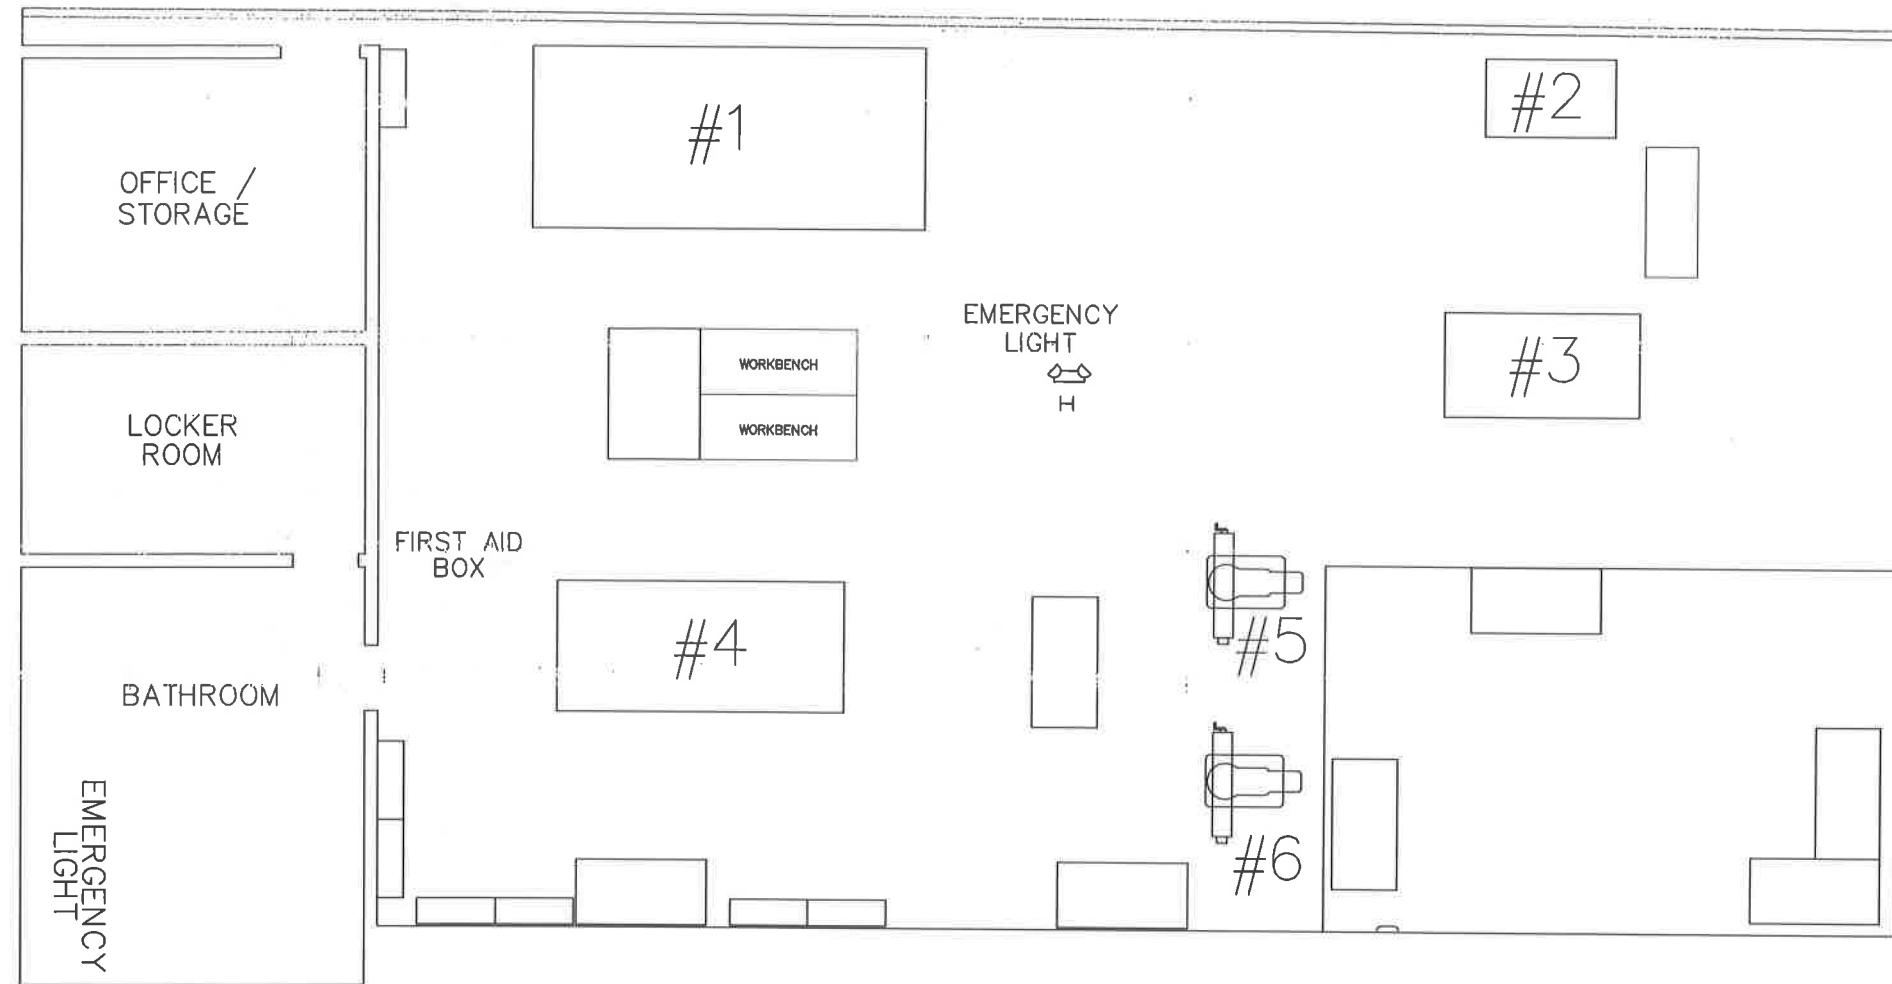 #1
#2
OFFICE /
STORAGE
EMERGENCY
LIGHT
H
#3
WORKBENCH
WORKBENCH
LOCKER
ROOM
FIRST AID
BOX
#4
#5
BATHROOM
EMERGENCY
LIGHT
#6